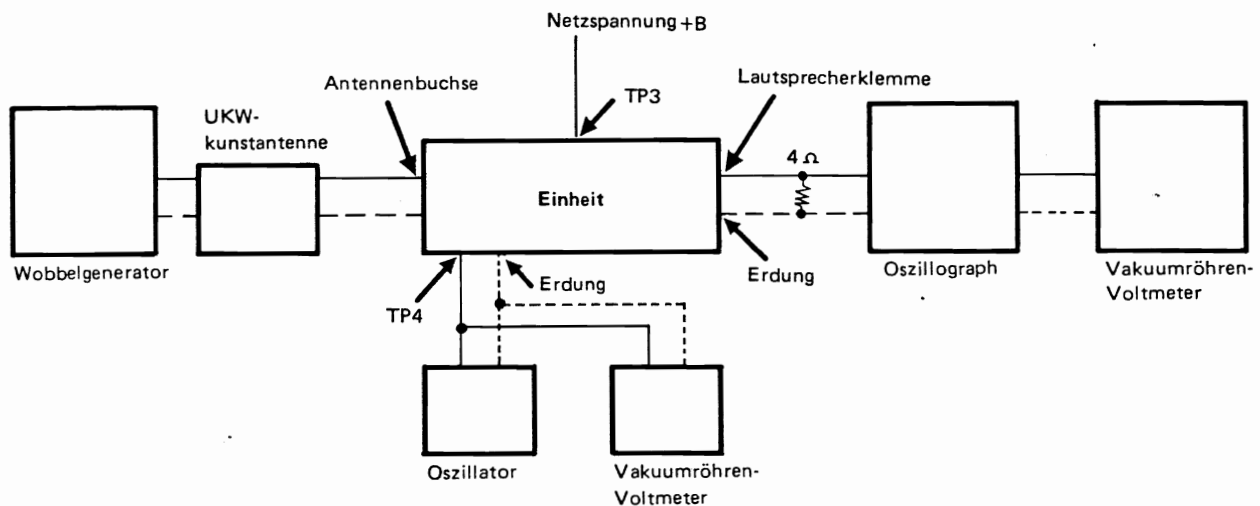 Netzspannung +B
Antennenbuchse
TP3
Lautsprecherklemme
UKW-
kunstantenne
4 Ω
Einheit
Wobbelgenerator
TP4
Erdung
Erdung
Oszillograph
Vakuumröhren-
Voltmeter
Oszillator
Vakuumröhren-
Voltmeter